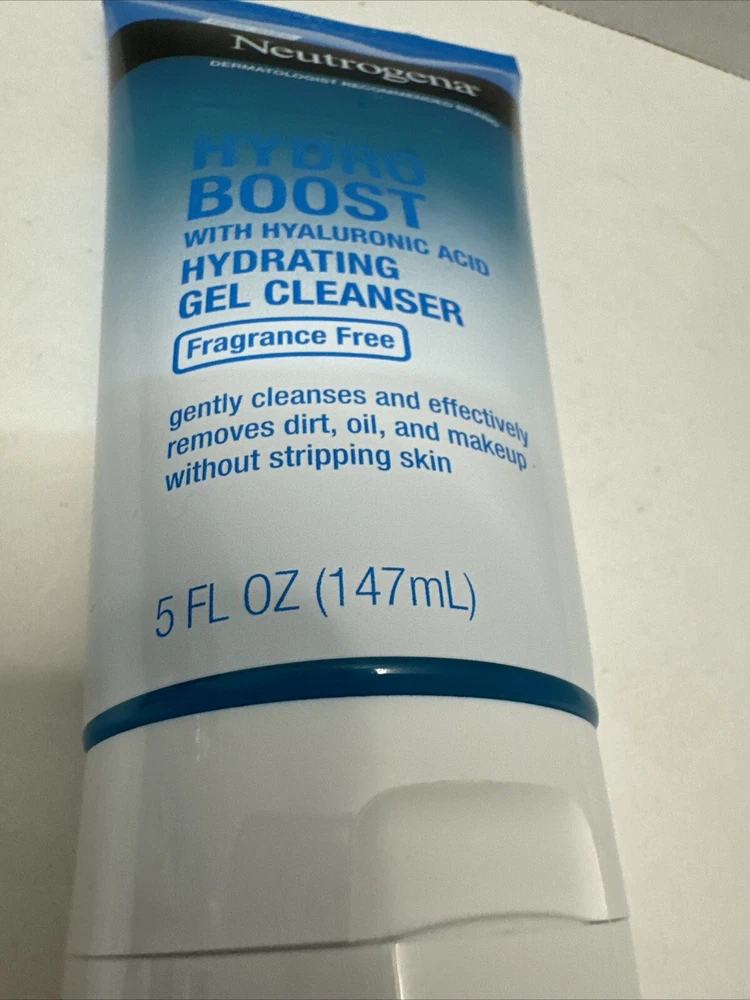 Neutrogena®
DERMATOLOGIST RECOMMENDED BRAND
HYDRO
BOOST
WITH HYALURONIC ACID
HYDRATING
GEL CLEANSER
Fragrance Free
gently cleanses and effectively
removes dirt, oil, and makeup
without stripping skin
5 FL OZ (147mL)